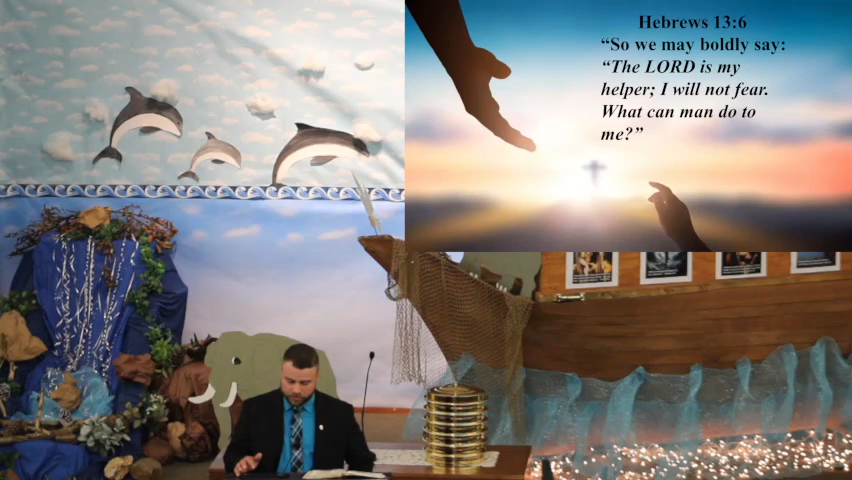 Hebrews 13:6
“So we may boldly say:
“The LORD is my
helper; I will not fear.
What can man do to
me?”